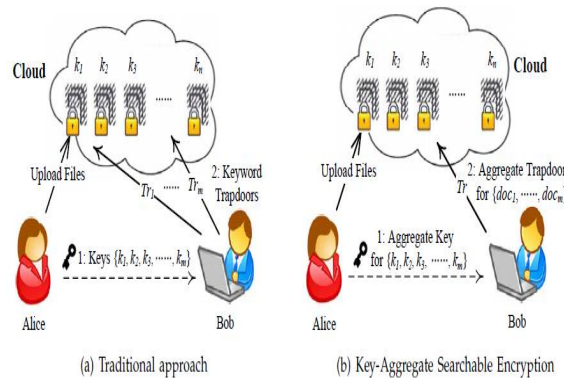 Cloud
k1 k2 k3 kn
......
Upload Files
Tr1 ...... Trm
2: Keyword
Trapdoors
1: Keys {k1, k2, k3, ......, km}
Alice
Bob
(a) Traditional approach
k1 k2 k3 kn
Cloud
......
Upload Files
Tr
2: Aggregate Trapdoor
for {doc1, ......, docm}
1: Aggregate Key
for {k1, k2, k3, ......, km}
Alice
Bob
(b) Key-Aggregate Searchable Encryption